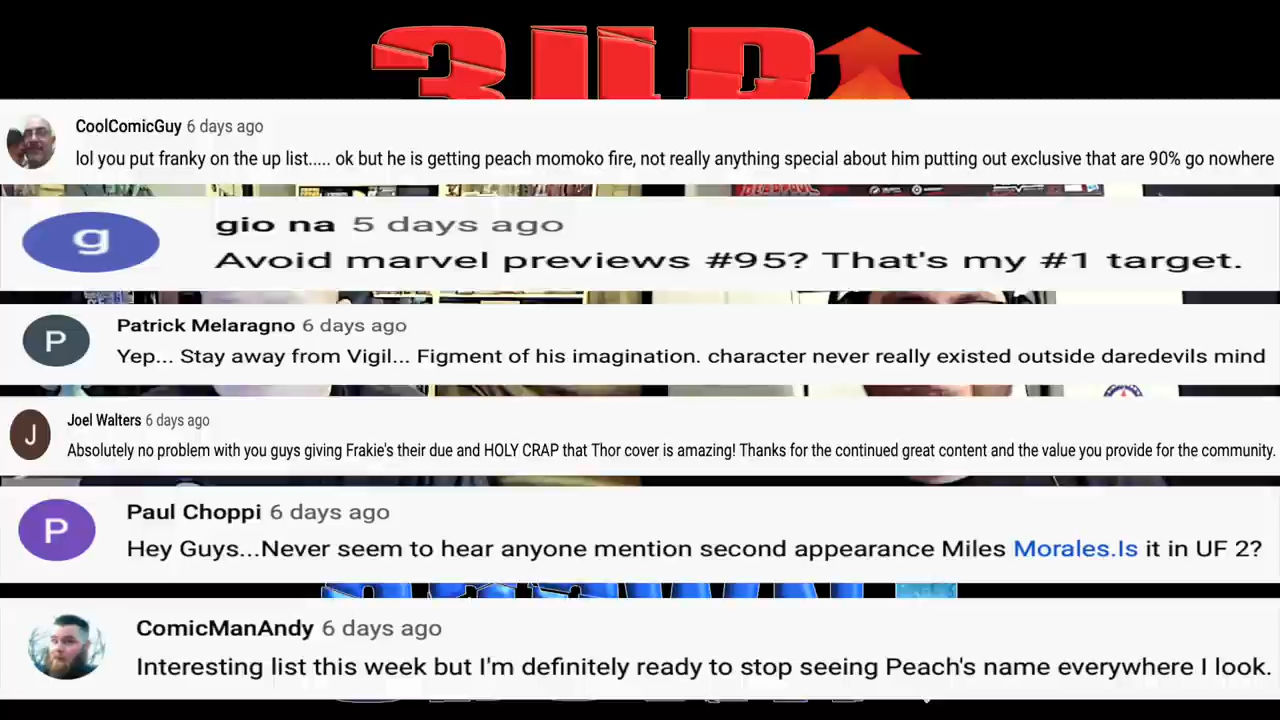 3UP
CoolComicGuy 6 days ago
lol you put franky on the up list..... ok but he is getting peach momoko fire, not really anything special about him putting out exclusive that are 90% go nowhere
DEADPOOL
g
gio na 5 days ago
Avoid marvel previews #95? That's my #1 target.
P
Patrick Melaragno 6 days ago
Yep... Stay away from Vigil... Figment of his imagination. character never really existed outside daredevils mind
J
Joel Walters 6 days ago
Absolutely no problem with you guys giving Frakie's their due and HOLY CRAP that Thor cover is amazing! Thanks for the continued great content and the value you provide for the community.
P
Paul Choppi 6 days ago
Hey Guys...Never seem to hear anyone mention second appearance Miles Morales.Is it in UF 2?
ComicManAndy 6 days ago
Interesting list this week but I'm definitely ready to stop seeing Peach's name everywhere I look.